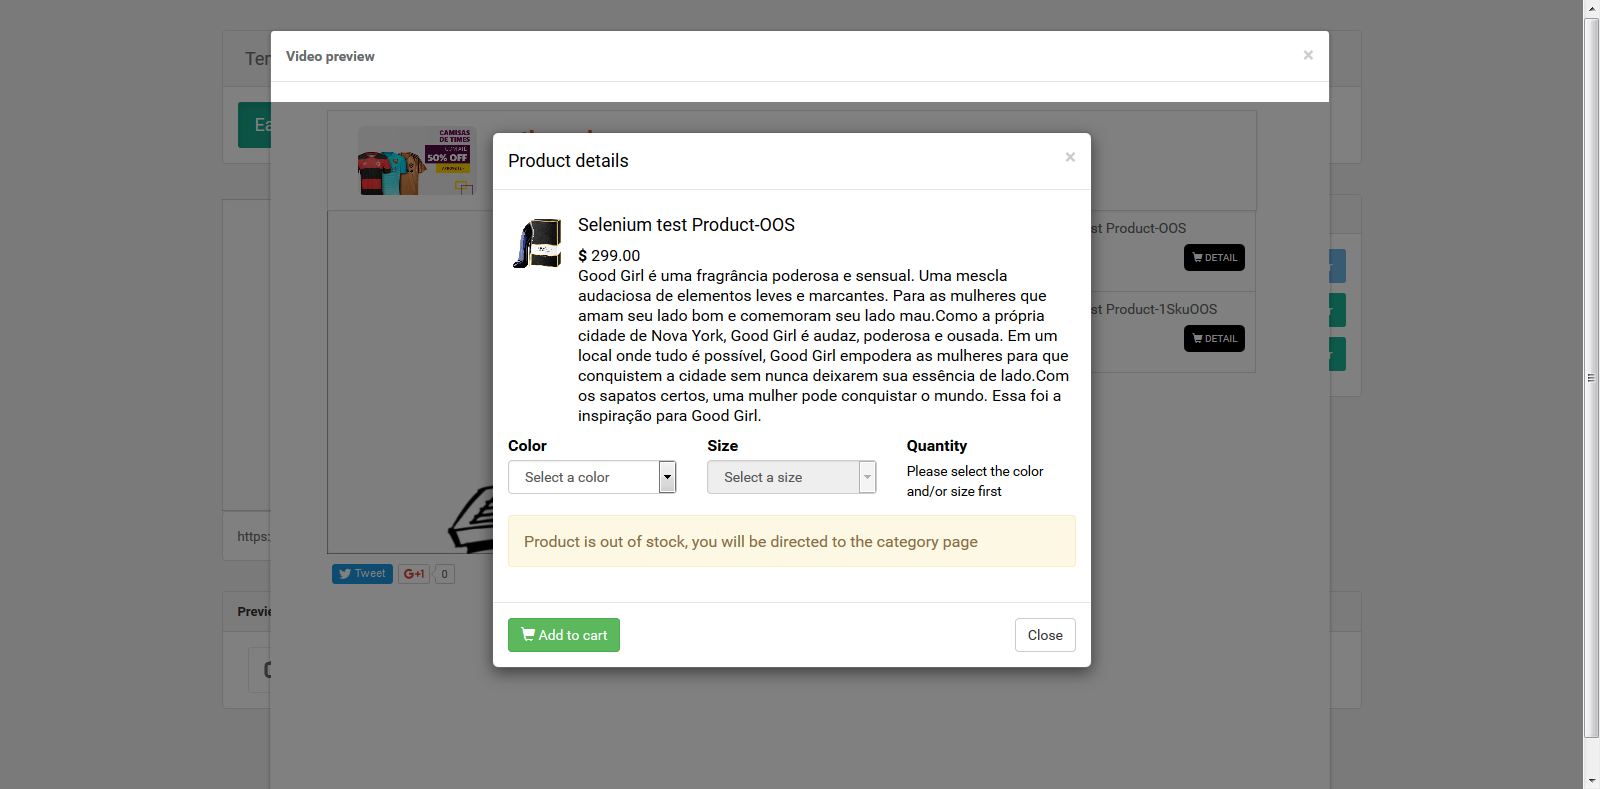 Video preview
×
CAMISAS
DE TIMES
COM ATÉ
50% OFF
Product details
×
Selenium test Product-OOS
$ 299.00
Good Girl é uma fragrância poderosa e sensual. Uma mescla
audaciosa de elementos leves e marcantes. Para as mulheres que
amam seu lado bom e comemoram seu lado mau.Como a própria
cidade de Nova York, Good Girl é audaz, poderosa e ousada. Em um
local onde tudo é possível, Good Girl empodera as mulheres para que
conquistem a cidade sem nunca deixarem sua essência de lado.Com
os sapatos certos, uma mulher pode conquistar o mundo. Essa foi a
inspiração para Good Girl.
Color
Size
Quantity
Select a color
Select a size
Please select the color
and/or size first
Product is out of stock, you will be directed to the category page
Add to cart
Close
st Product-OOS
DETAIL
st Product-1SkuOOS
DETAIL
https:
Tweet
G+1
0
Previe